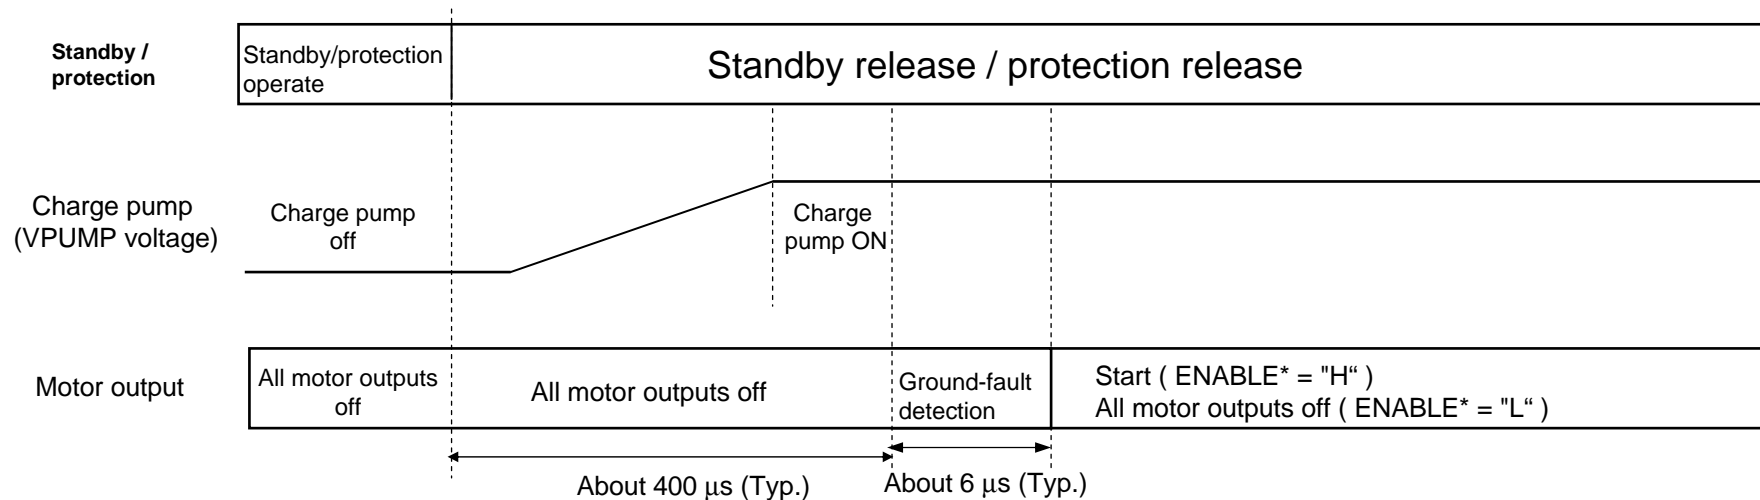 Standby /
protection
Standby/protection
operate
Standby release / protection release
Charge pump
(VPUMP voltage)
Charge pump
off
Charge
pump ON
Motor output
All motor outputs
off
All motor outputs off
Ground-fault
detection
Start ( ENABLE* = "H“ )
All motor outputs off ( ENABLE* = "L“ )
About 400 μs (Typ.)
About 6 μs (Typ.)